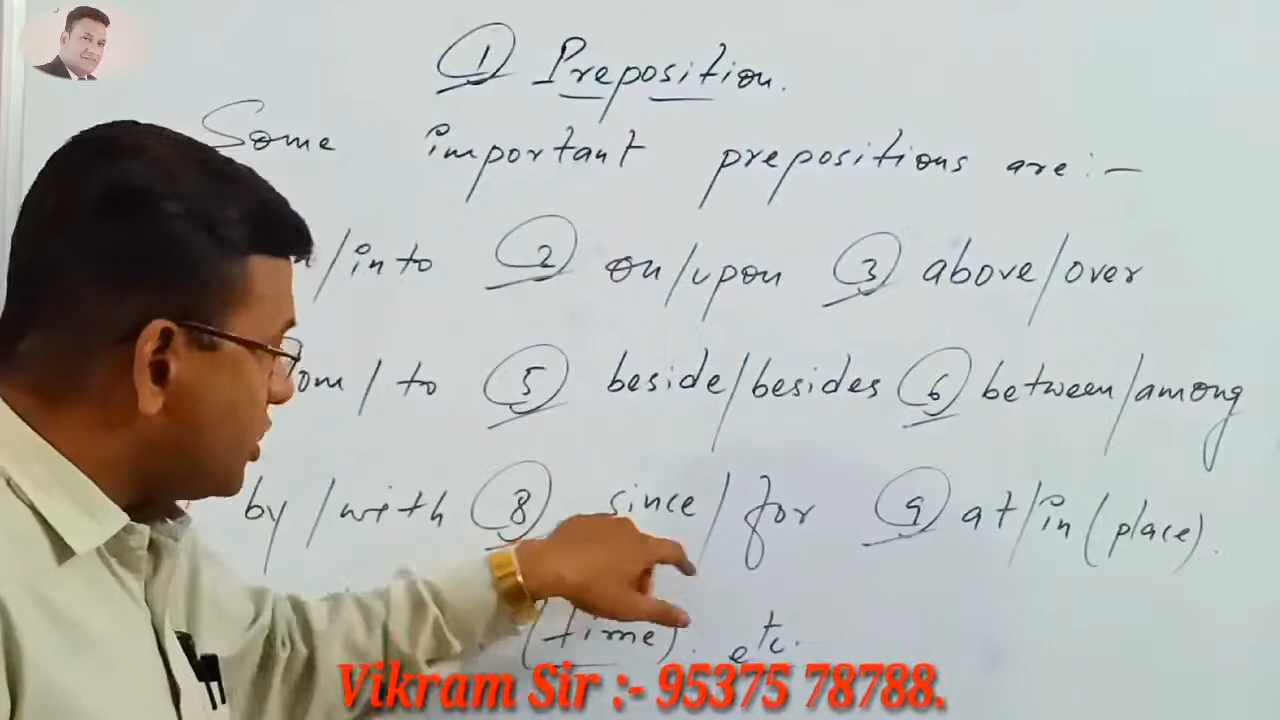 ① Preposition.
Some important prepositions are:-
/into ② on/upon ③ above/over
om/to ⑤ beside/besides ⑥ between/among
by/with ⑧ since/for ⑨ at/in (place).
(time). etc.
Vikram Sir :- 95375 78788.